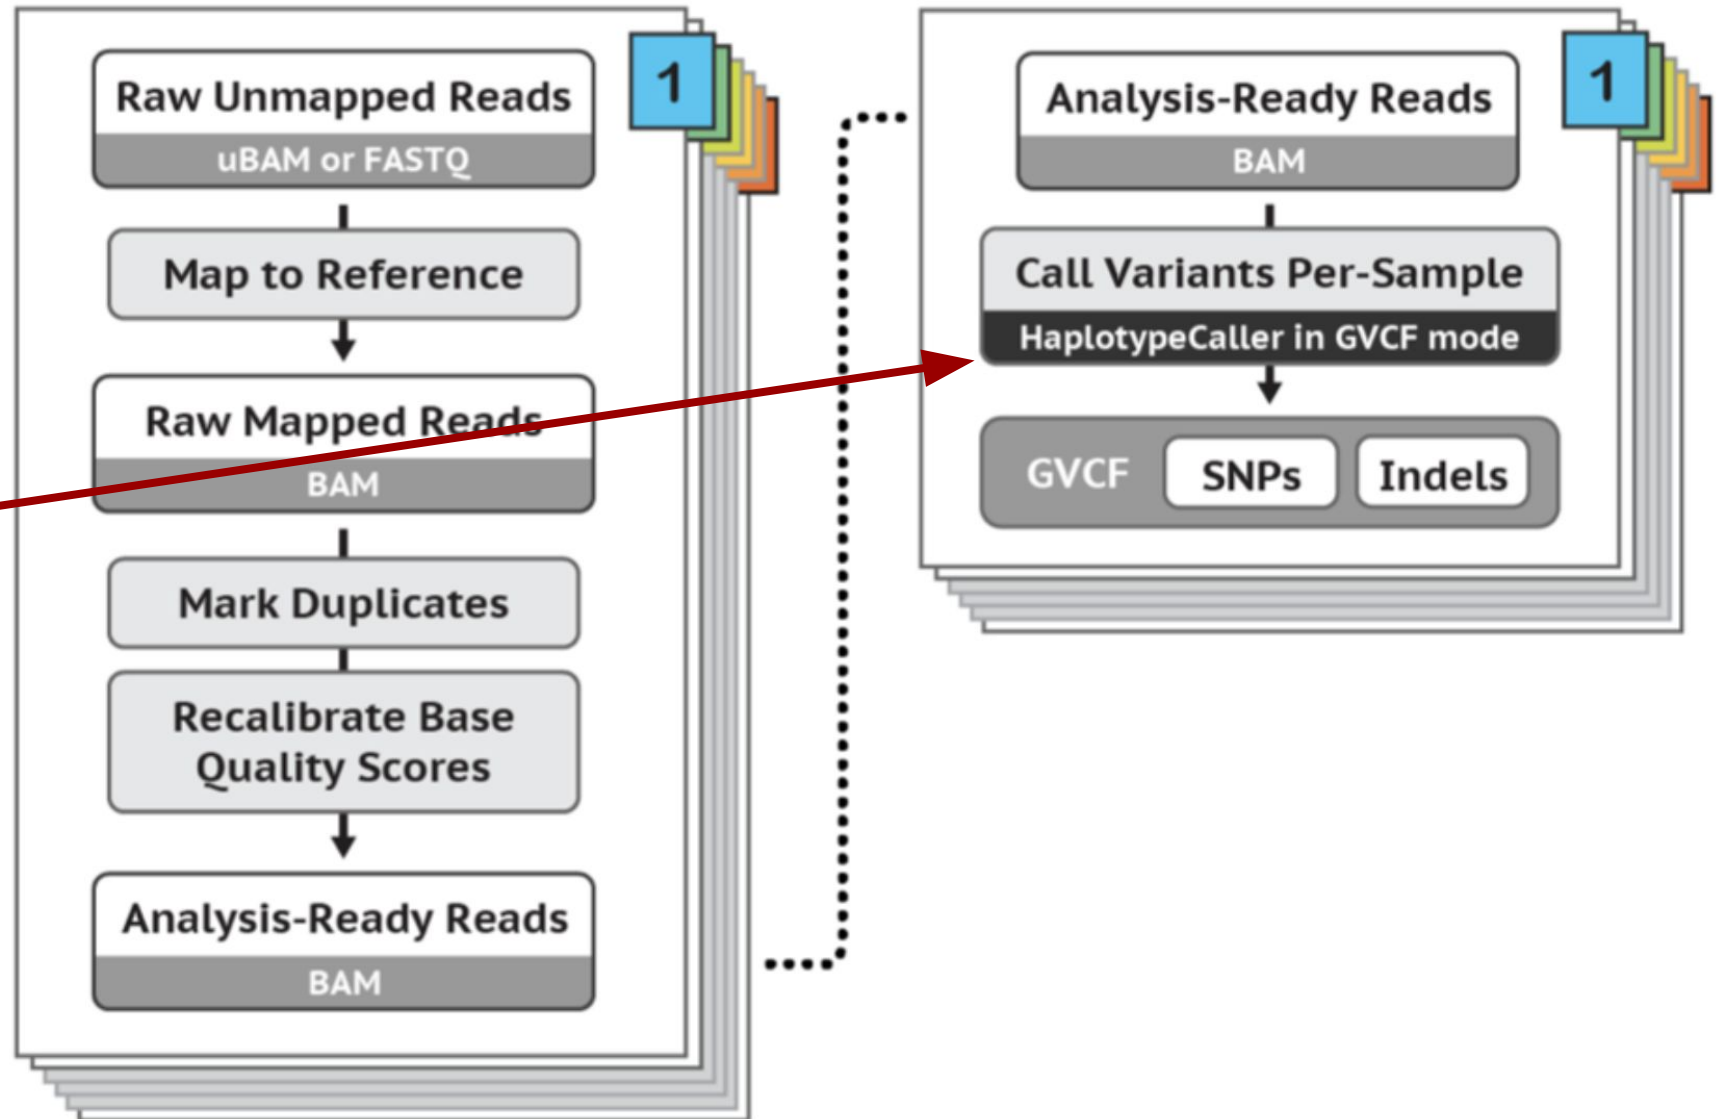 1
Raw Unmapped Reads
uBAM or FASTQ
Map to Reference
Raw Mapped Reads
BAM
Mark Duplicates
Recalibrate Base
Quality Scores
Analysis-Ready Reads
BAM
1
Analysis-Ready Reads
BAM
Call Variants Per-Sample
HaplotypeCaller in GVCF mode
GVCF SNPs Indels